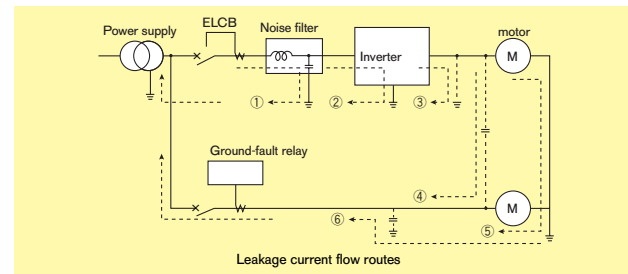 ELCB
Power supply
Noise filter
motor
Inverter
M
①
②
③
Ground-fault relay
④
M
⑥
⑤
Leakage current flow routes